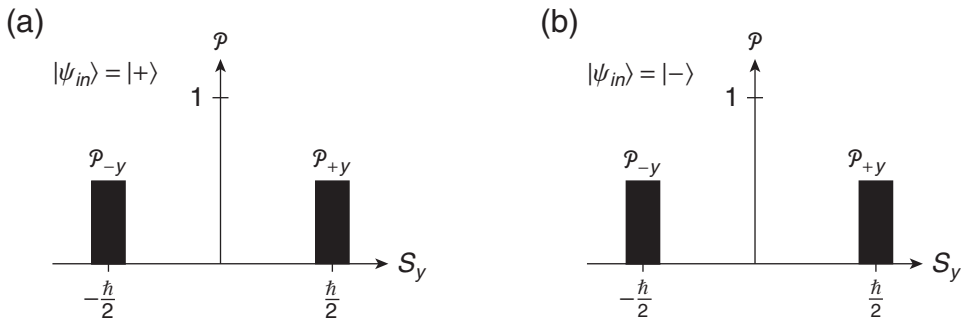 (a)
𝒫
|ψ_in⟩ = |+⟩
1
𝒫_−y
𝒫_+y
S_y
−ħ/2
ħ/2
(b)
𝒫
|ψ_in⟩ = |−⟩
1
𝒫_−y
𝒫_+y
S_y
−ħ/2
ħ/2